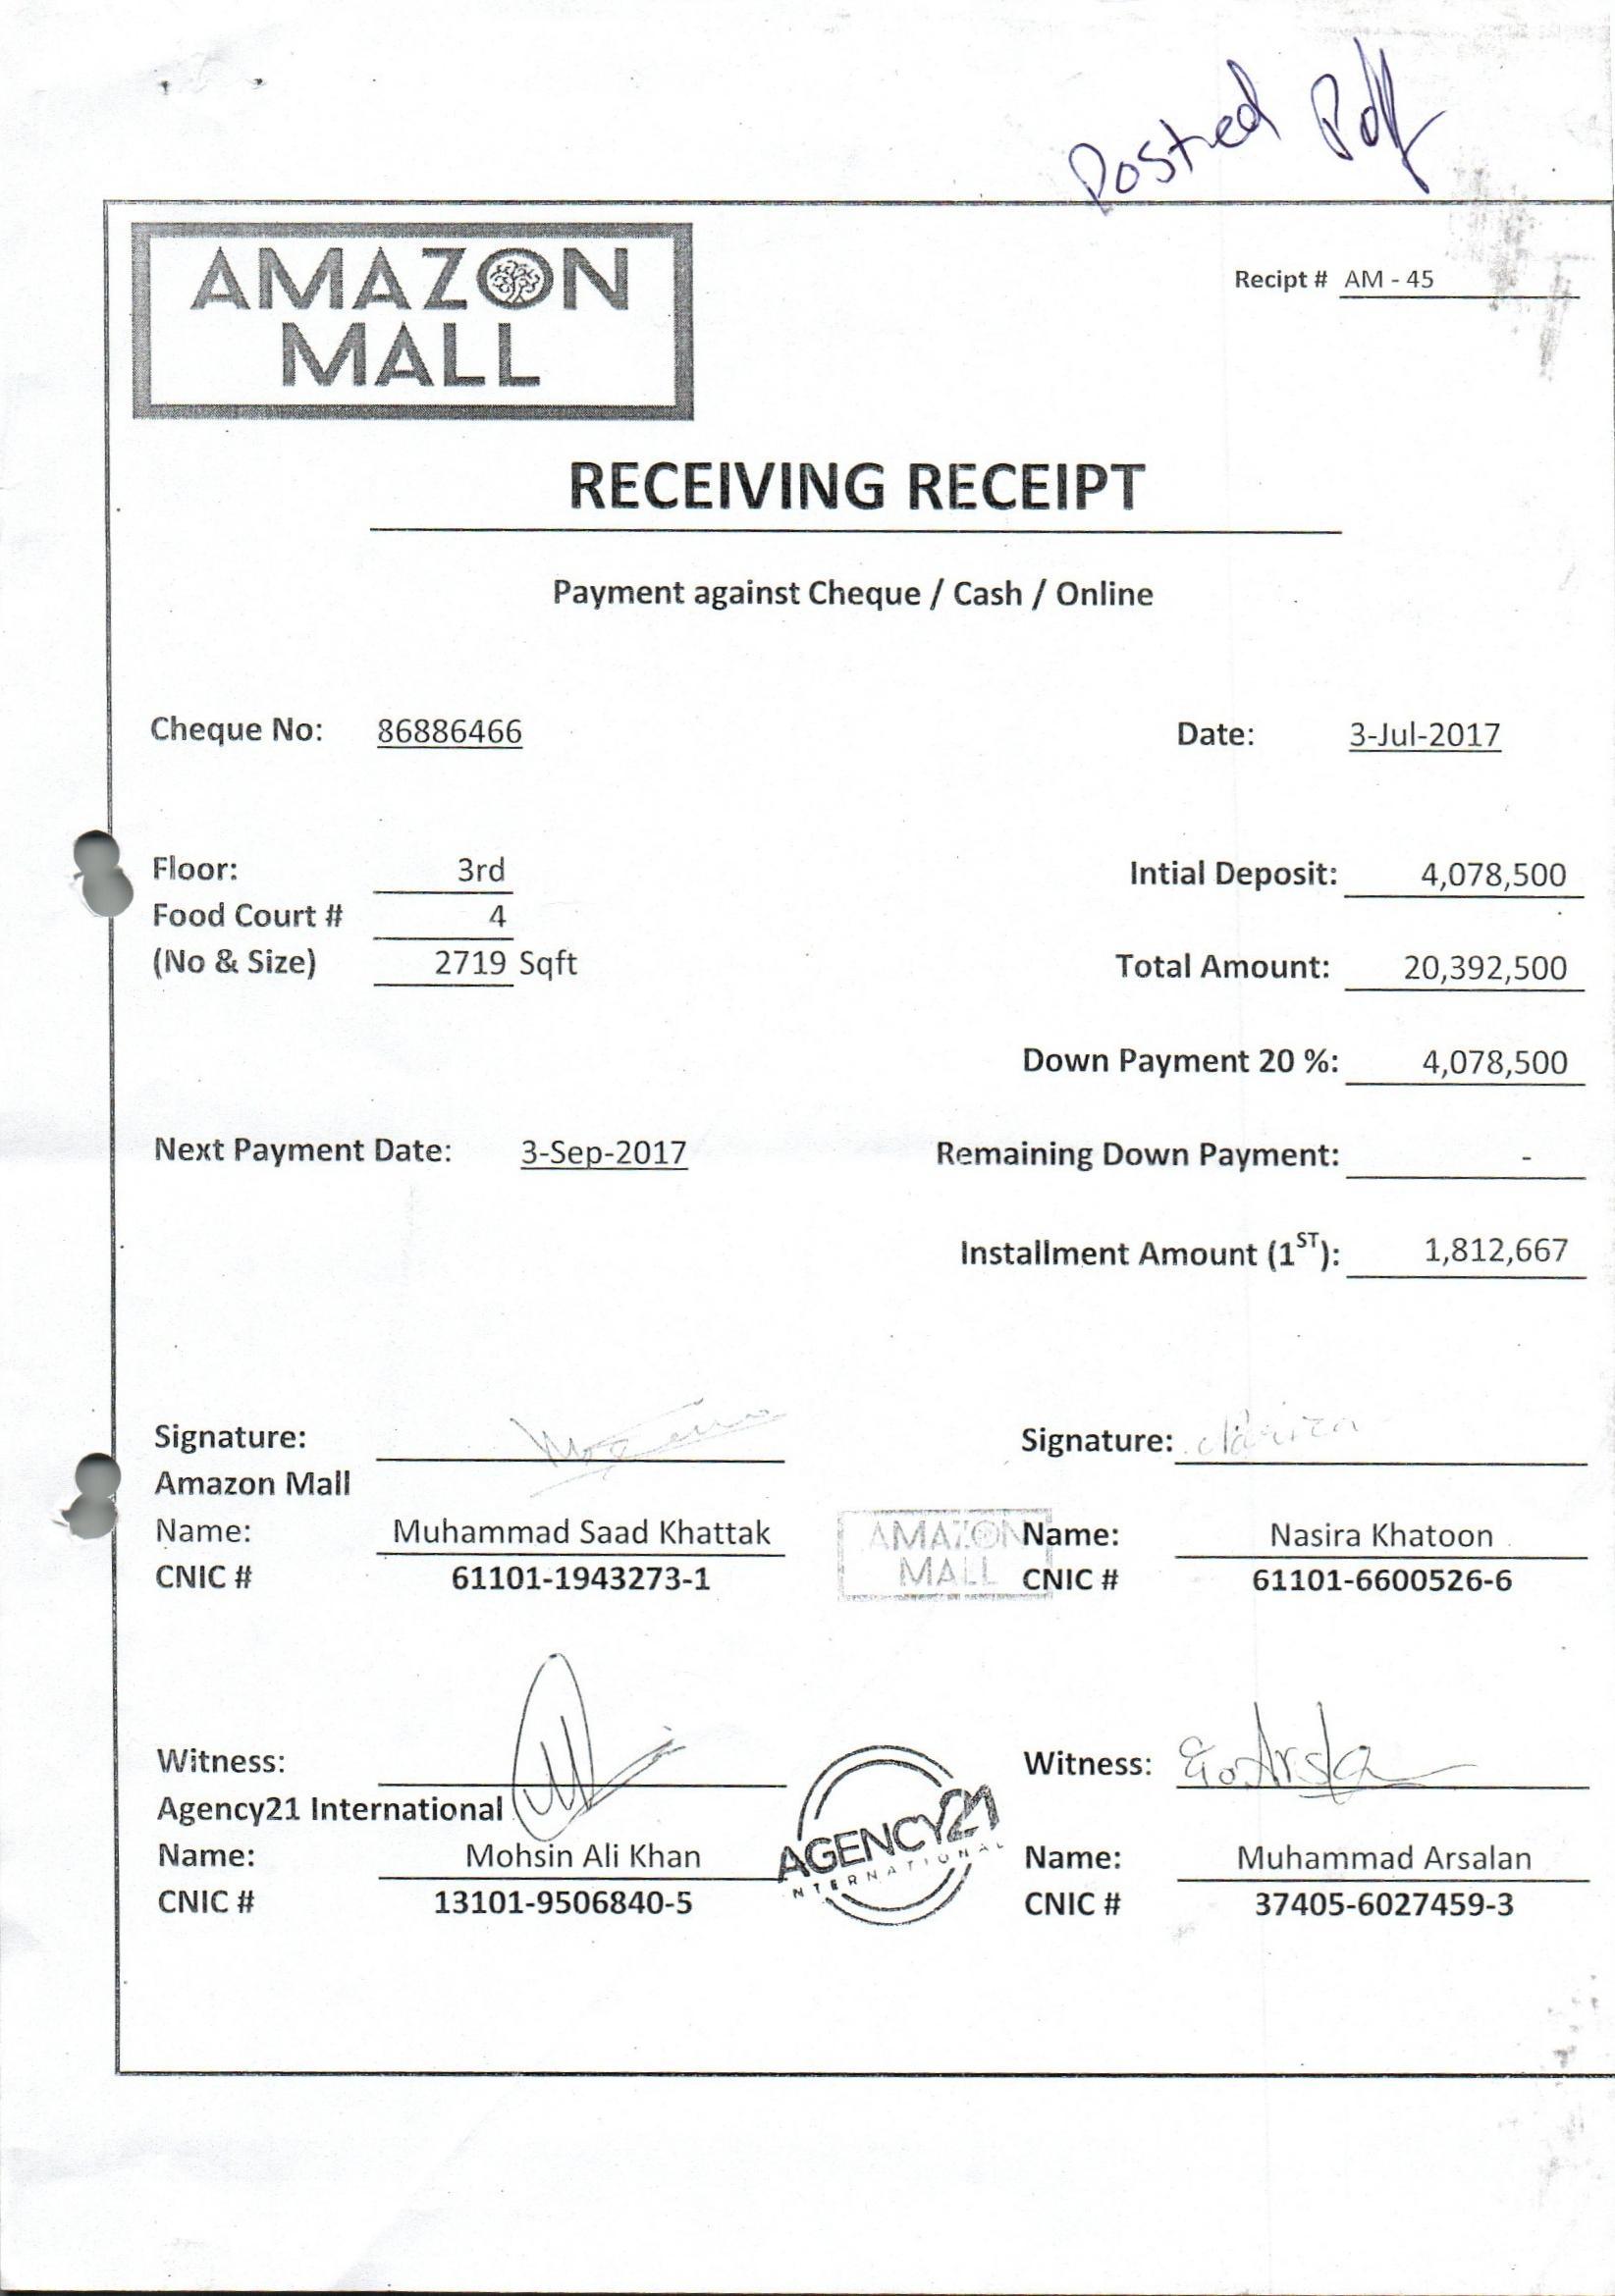 Posted Pdf
AMAZON
MALL
Recipt # AM - 45
RECEIVING RECEIPT
Payment against Cheque / Cash / Online
Cheque No: 86886466 Date: 3-Jul-2017
Floor: 3rd Intial Deposit: 4,078,500
Food Court # 4
(No & Size) 2719 Sqft Total Amount: 20,392,500
Down Payment 20 %: 4,078,500
Next Payment Date: 3-Sep-2017 Remaining Down Payment: -
Installment Amount (1ST): 1,812,667
Signature: Signature:
Amazon Mall
Name: Muhammad Saad Khattak AMAZON Name: Nasira Khatoon
CNIC # 61101-1943273-1 MALL CNIC # 61101-6600526-6
Witness: Witness:
Agency21 International
AGENCY21
INTERNATIONAL
Name: Mohsin Ali Khan Name: Muhammad Arsalan
CNIC # 13101-9506840-5 CNIC # 37405-6027459-3